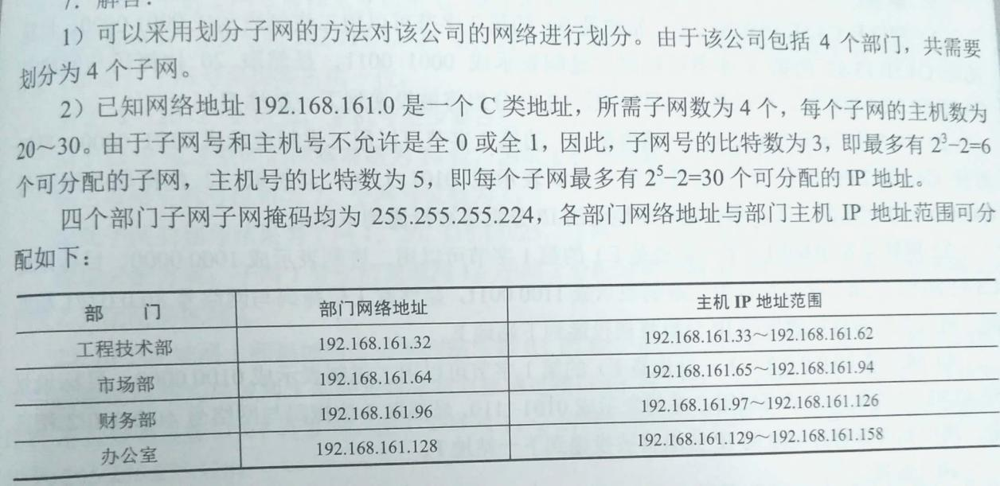 7. 解答：
1）可以采用划分子网的方法对该公司的网络进行划分。由于该公司包括 4 个部门，共需要
划分为 4 个子网。
2）已知网络地址 192.168.161.0 是一个 C 类地址，所需子网数为 4 个，每个子网的主机数为
20～30。由于子网号和主机号不允许是全 0 或全 1，因此，子网号的比特数为 3，即最多有 2³-2=6
个可分配的子网，主机号的比特数为 5，即每个子网最多有 2⁵-2=30 个可分配的 IP 地址。
四个部门子网子网掩码均为 255.255.255.224，各部门网络地址与部门主机 IP 地址范围可分
配如下：
部 门 部门网络地址 主机 IP 地址范围
工程技术部 192.168.161.32 192.168.161.33～192.168.161.62
市场部 192.168.161.64 192.168.161.65～192.168.161.94
财务部 192.168.161.96 192.168.161.97～192.168.161.126
办公室 192.168.161.128 192.168.161.129～192.168.161.158